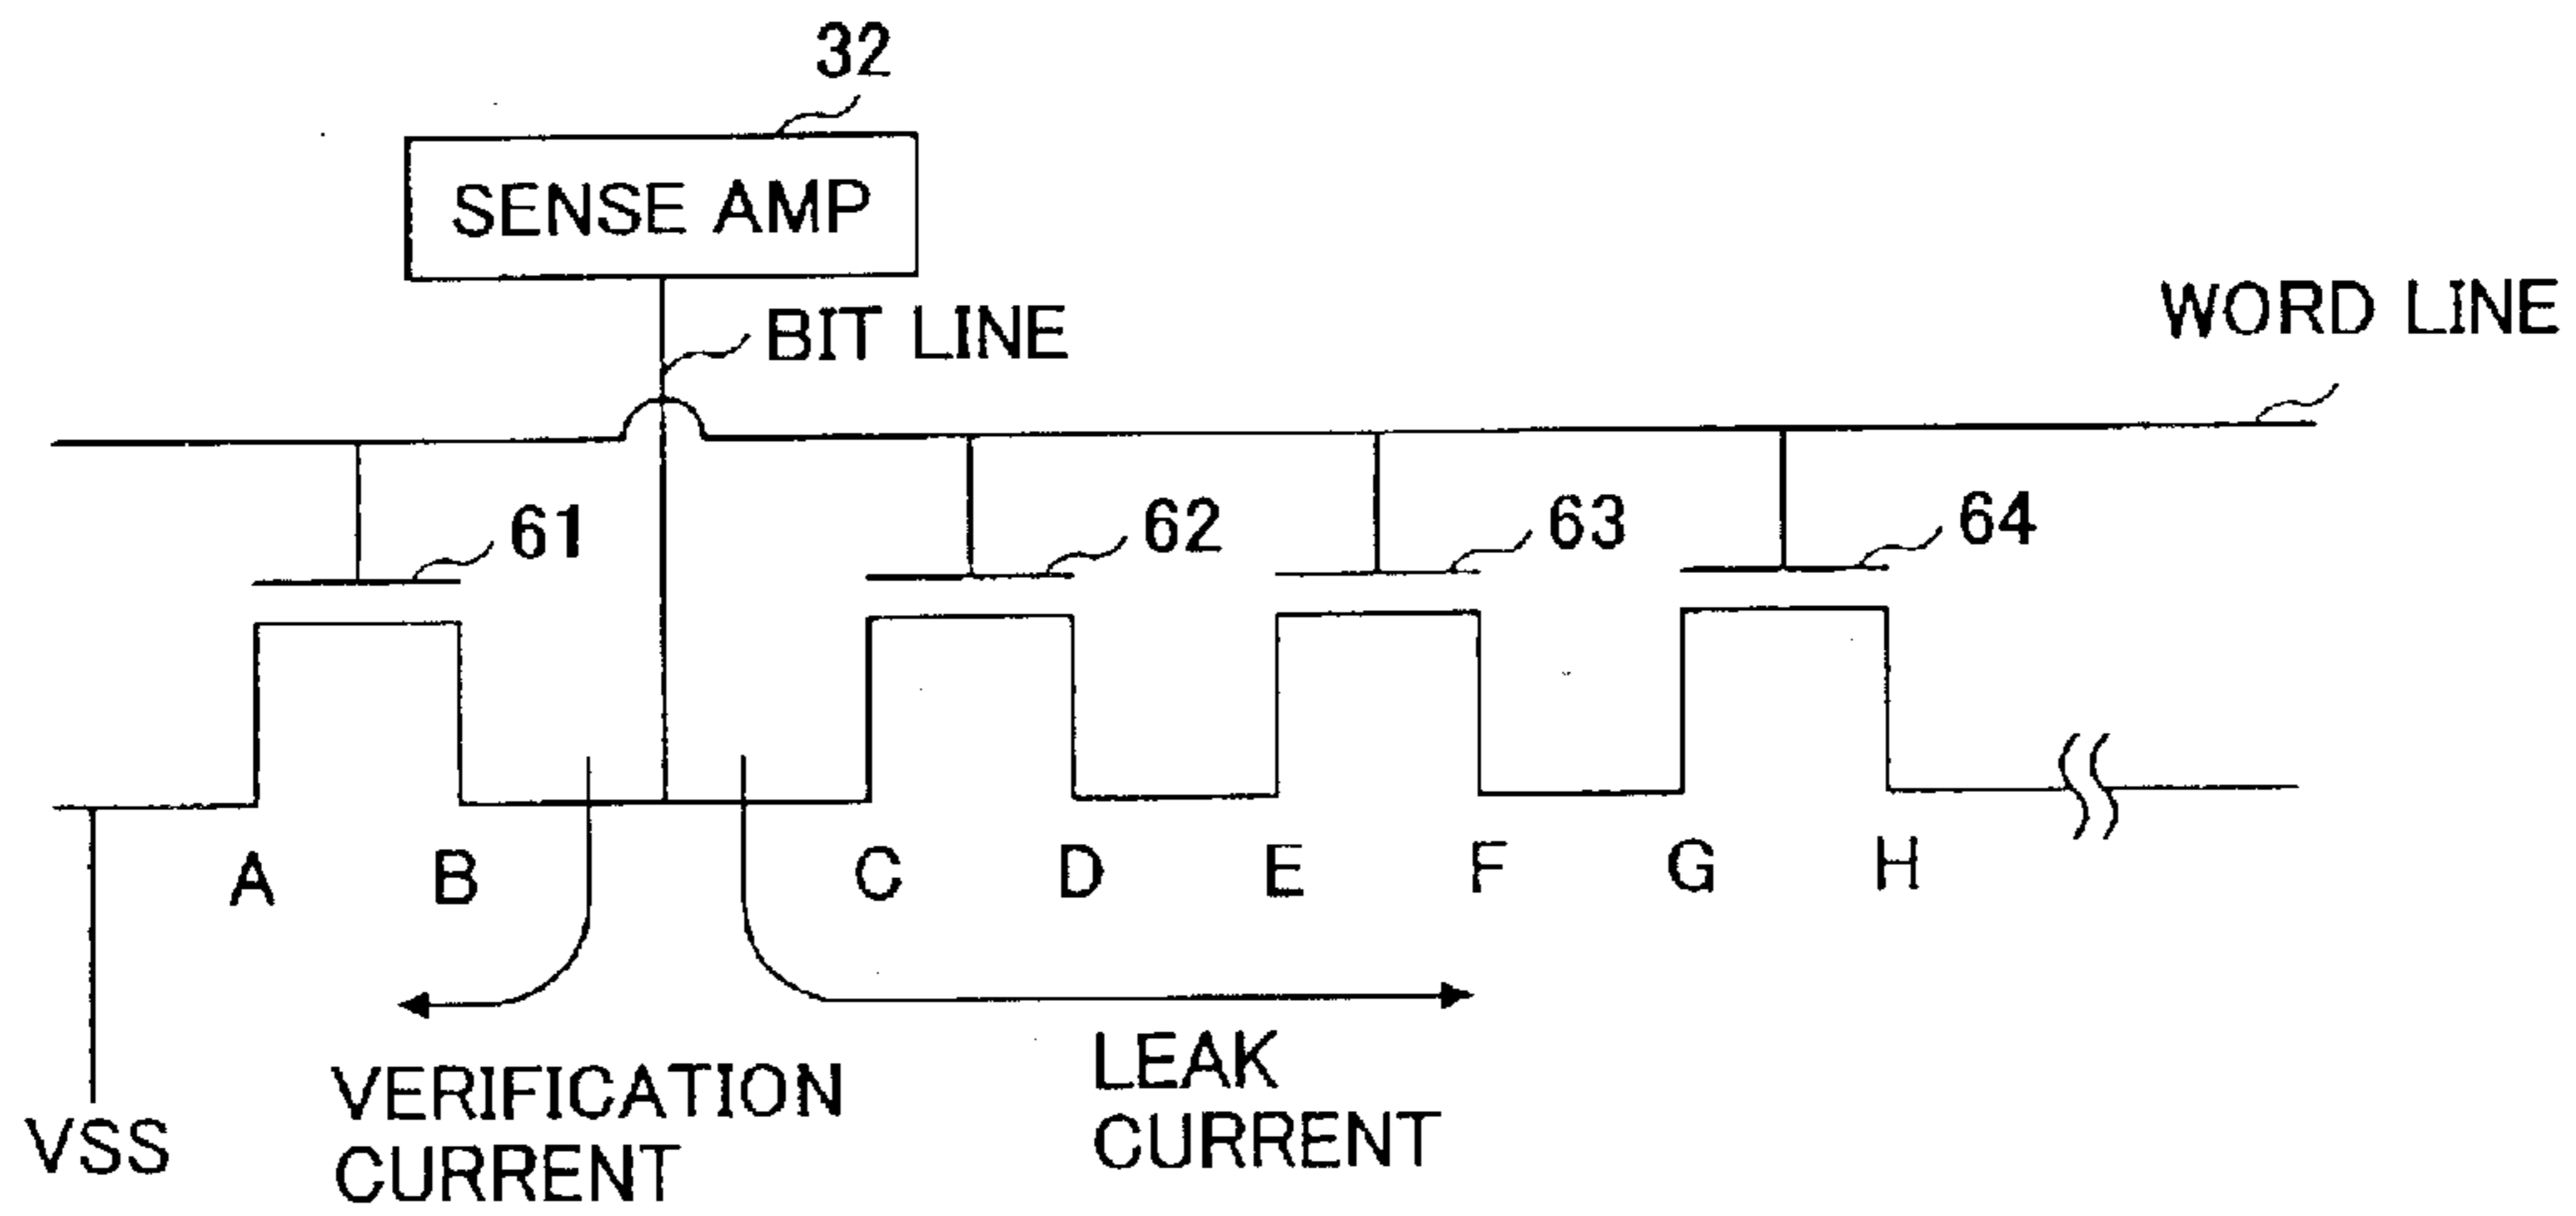 32
SENSE AMP
BIT LINE
WORD LINE
61
62
63
64
A
B
C
D
E
F
G
H
VERIFICATION
CURRENT
LEAK
CURRENT
VSS